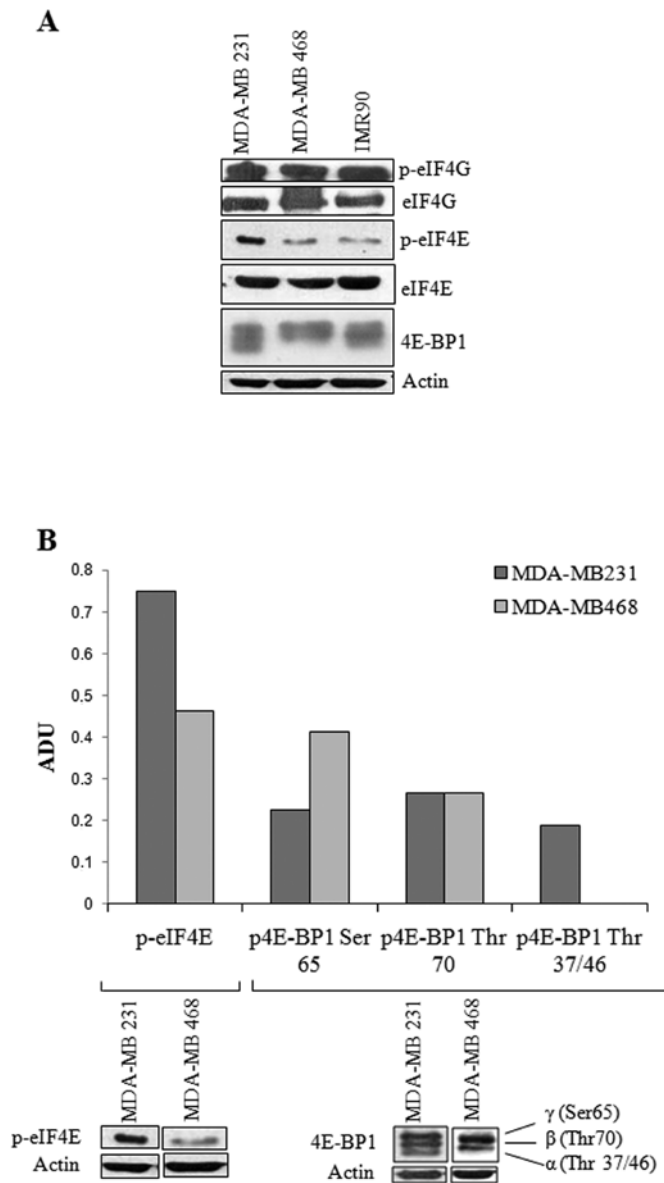 A
MDA-MB 231
MDA-MB 468
IMR90
p-eIF4G
eIF4G
p-eIF4E
eIF4E
4E-BP1
Actin
B
0.8
0.7
0.6
0.5
0.4
0.3
0.2
0.1
0
ADU
MDA-MB231
MDA-MB468
p-eIF4E
p4E-BP1 Ser
65
p4E-BP1 Thr
70
p4E-BP1 Thr
37/46
MDA-MB 231
MDA-MB 468
p-eIF4E
Actin
MDA-MB 231
MDA-MB 468
4E-BP1
Actin
γ (Ser65)
β (Thr70)
α (Thr 37/46)